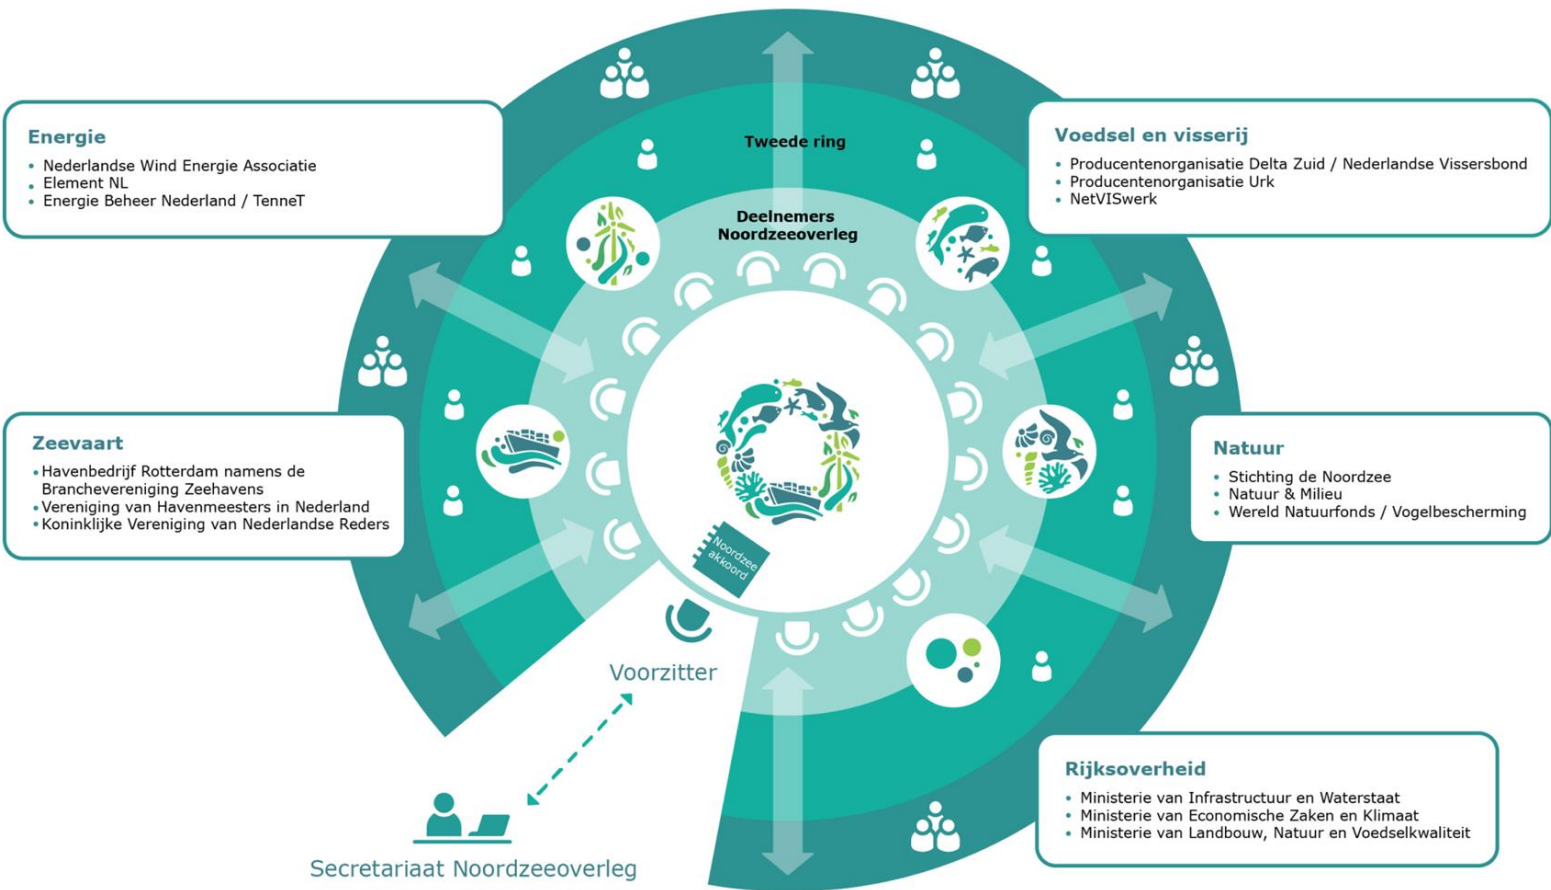 Energie
• Nederlandse Wind Energie Associatie
• Element NL
• Energie Beheer Nederland / TenneT
Tweede ring
Deelnemers
Noordzeeoverleg
Voedsel en visserij
• Producentenorganisatie Delta Zuid / Nederlandse Vissersbond
• Producentenorganisatie Urk
• NetVISwerk
Zeevaart
• Havenbedrijf Rotterdam namens de
Branchevereniging Zeehavens
• Vereniging van Havenmeesters in Nederland
• Koninklijke Vereniging van Nederlandse Reders
Natuur
• Stichting de Noordzee
• Natuur & Milieu
• Wereld Natuurfonds / Vogelbescherming
Noordzee
akkoord
Voorzitter
Secretariaat Noordzeeoverleg
Rijksoverheid
• Ministerie van Infrastructuur en Waterstaat
• Ministerie van Economische Zaken en Klimaat
• Ministerie van Landbouw, Natuur en Voedselkwaliteit